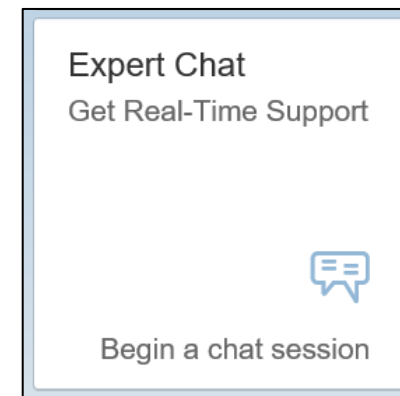 Expert Chat
Get Real-Time Support
Begin a chat session